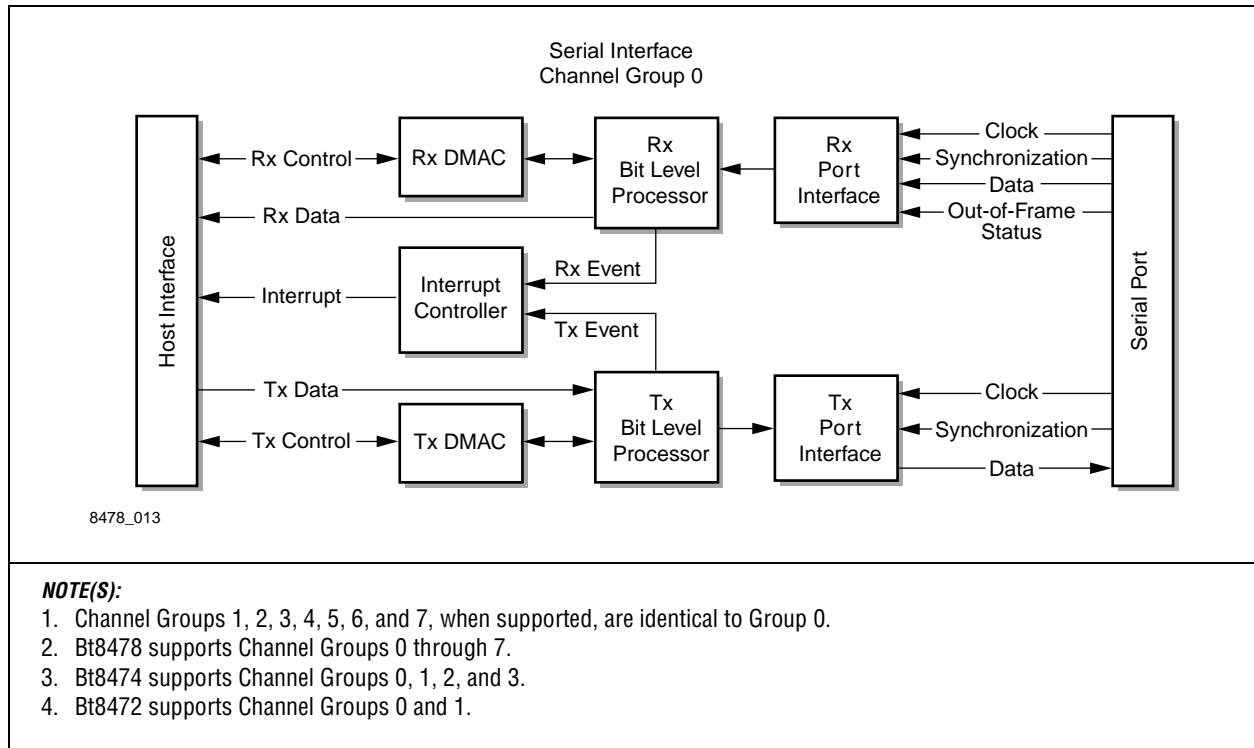 Serial Interface
Channel Group 0
Host Interface
Rx Control
Rx DMAC
Rx
Bit Level
Processor
Rx
Port
Interface
Clock
Synchronization
Data
Out-of-Frame
Status
Rx Data
Rx Event
Interrupt
Interrupt
Controller
Tx Event
Serial Port
Tx Data
Tx Control
Tx DMAC
Tx
Bit Level
Processor
Tx
Port
Interface
Clock
Synchronization
Data
8478_013
NOTE(S):
1. Channel Groups 1, 2, 3, 4, 5, 6, and 7, when supported, are identical to Group 0.
2. Bt8478 supports Channel Groups 0 through 7.
3. Bt8474 supports Channel Groups 0, 1, 2, and 3.
4. Bt8472 supports Channel Groups 0 and 1.